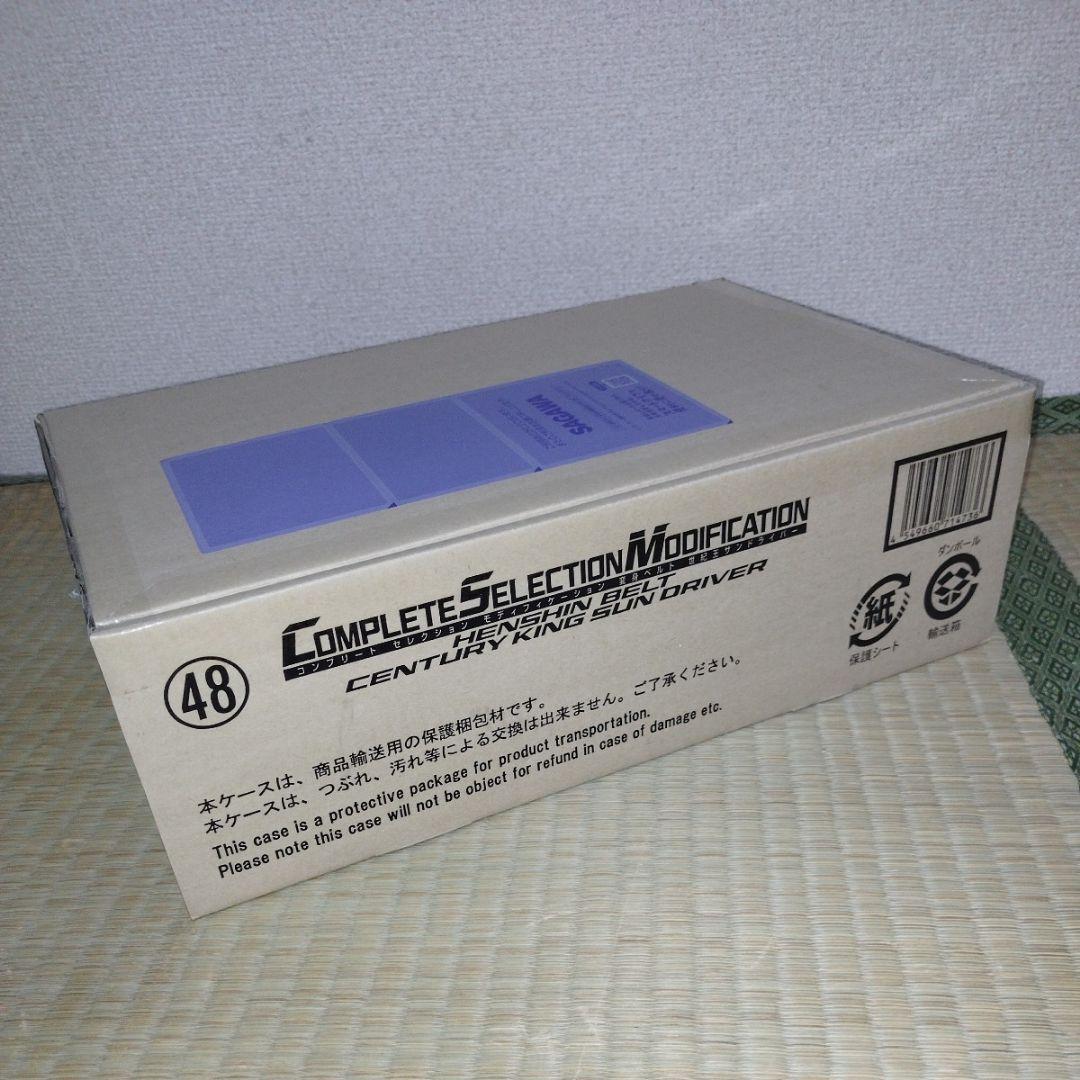 SAGAWA
COMPLETE SELECTION MODIFICATION
コンプリート セレクション モディフィケーション 変身ベルト 世紀王サンドライバー
HENSHIN BELT
CENTURY KING SUN DRIVER
48
本ケースは、商品輸送用の保護梱包材です。
本ケースは、つぶれ、汚れ等による交換は出来ません。ご了承ください。
This case is a protective package for product transportation.
Please note this case will not be object for refund in case of damage etc.
4 549660 714736
紙
保護シート
ダンボール
輸送箱